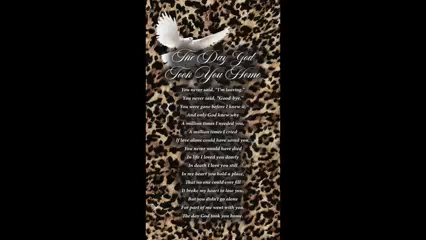 The Day God
Took You Home
You never said, "I'm leaving."
You never said, "Good-bye."
You were gone before I knew it,
And only God knew why
A million times I needed you,
A million times I cried
If love alone could have saved you,
You never would have died
In life I loved you dearly
In death I love you still
In my heart you hold a place,
That no one could ever fill
It broke my heart to lose you,
But you didn't go alone
For part of me went with you,
The day God took you home